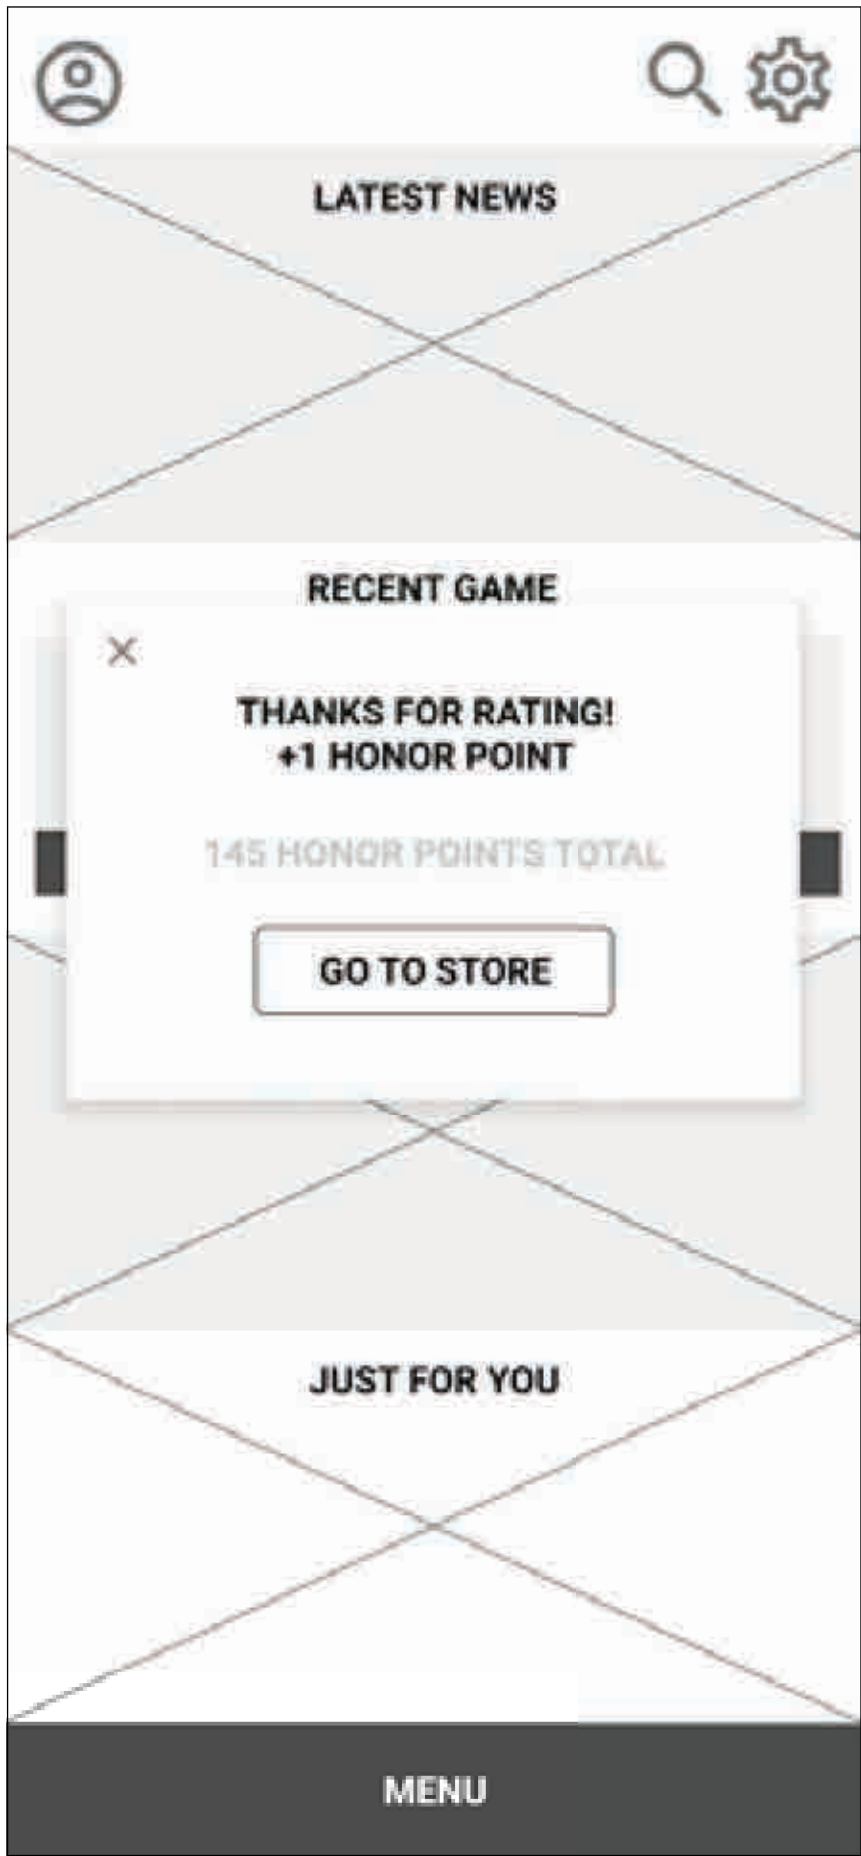 LATEST NEWS
RECENT GAME
THANKS FOR RATING!
+1 HONOR POINT
145 HONOR POINTS TOTAL
GO TO STORE
JUST FOR YOU
MENU